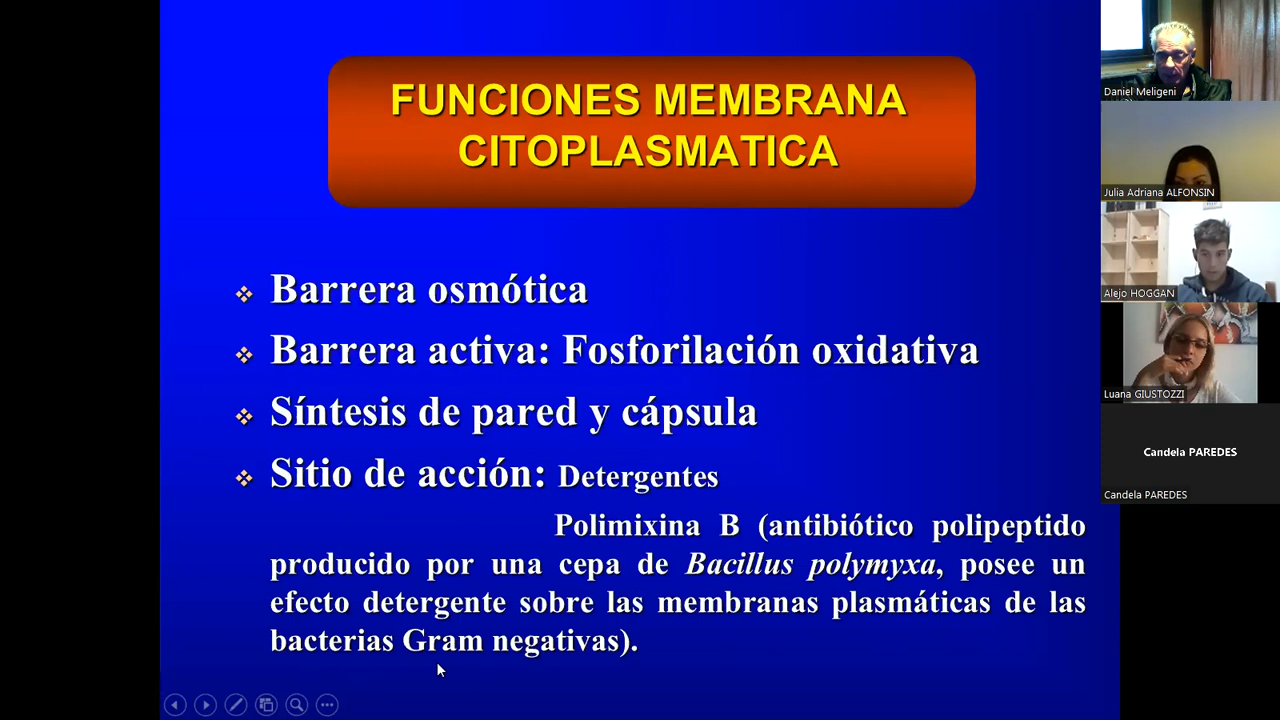 FUNCIONES MEMBRANA
CITOPLASMATICA
Barrera osmótica
Barrera activa: Fosforilación oxidativa
Síntesis de pared y cápsula
Sitio de acción: Detergentes
Polimixina B (antibiótico polipeptido
producido por una cepa de Bacillus polymyxa, posee un
efecto detergente sobre las membranas plasmáticas de las
bacterias Gram negativas).
Daniel Meligeni
Julia Adriana ALFONSIN
Alejo HOGGAN
Luana GIUSTOZZI
Candela PAREDES
Candela PAREDES